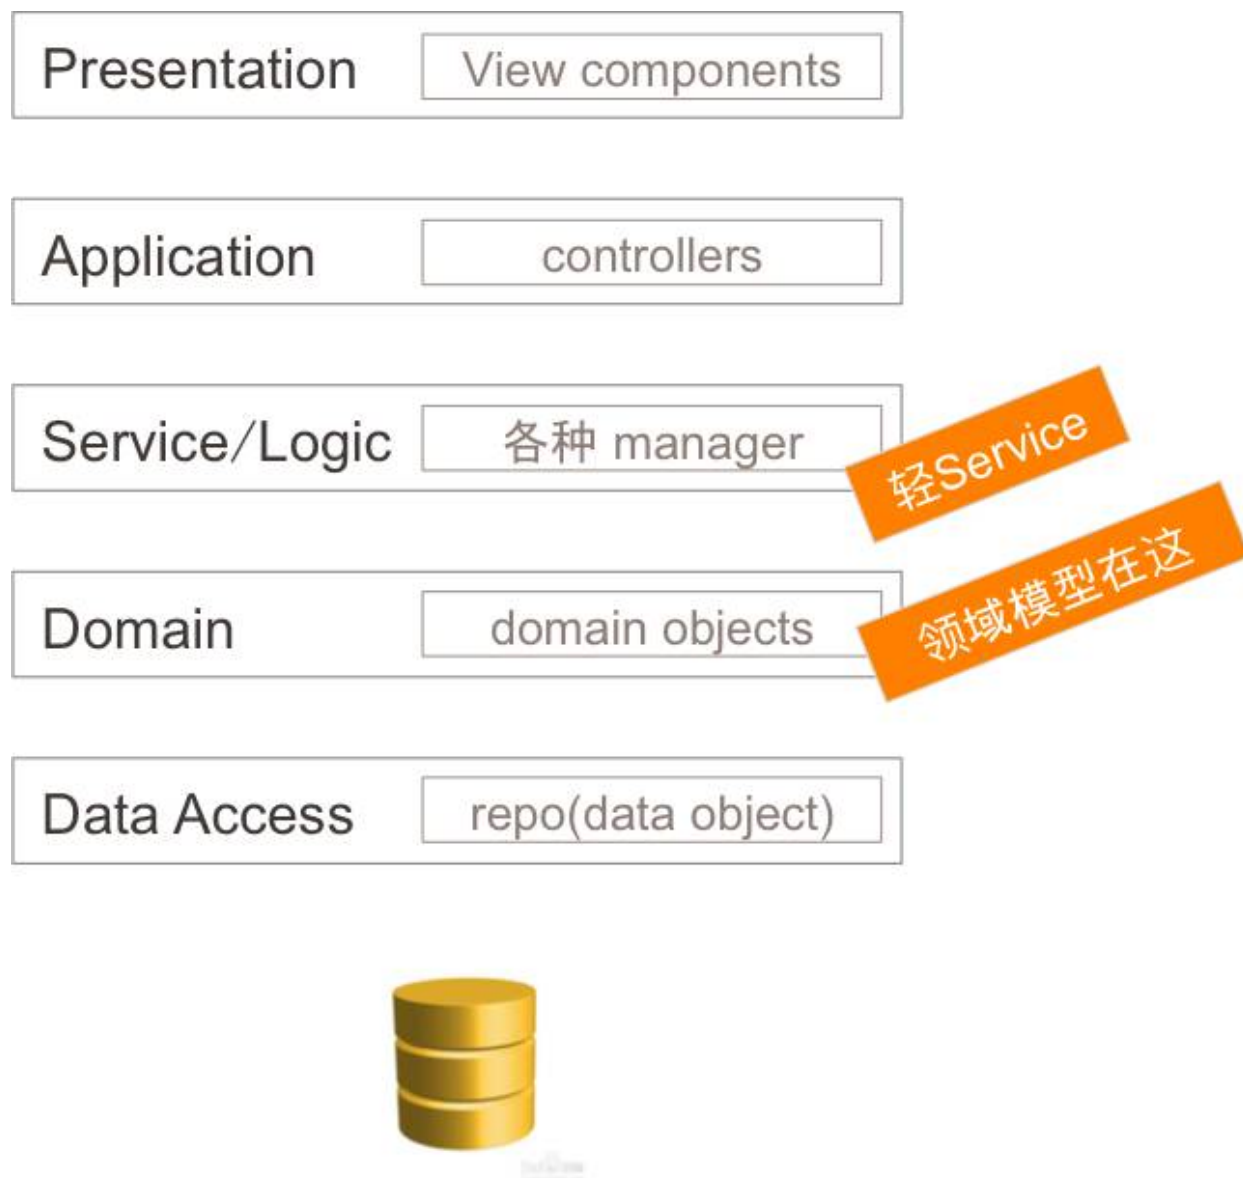 Presentation
View components
Application
controllers
Service/Logic
各种 manager
轻Service
Domain
domain objects
领域模型在这
Data Access
repo(data object)